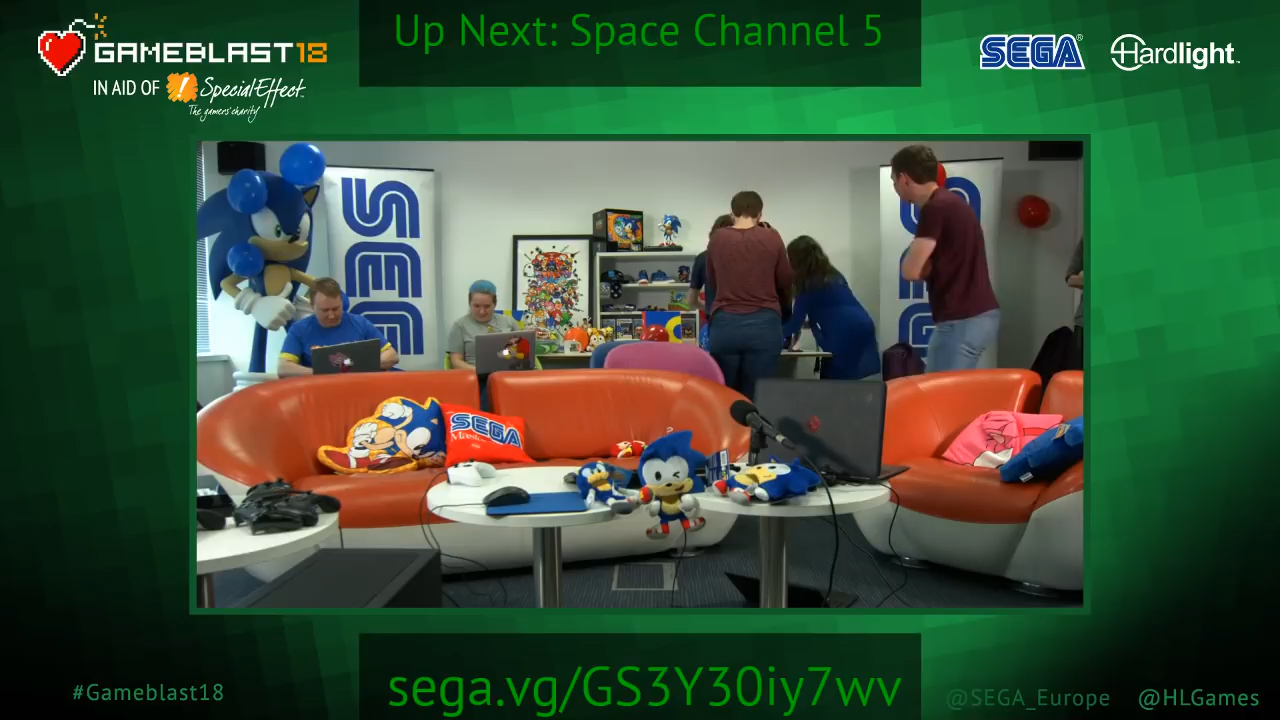 Up Next: Space Channel 5
GAMEBLAST18
IN AID OF ! SpecialEffect
The gamers' charity
SEGA®
Hardlight
SEGA
SEGA
SEGA
#Gameblast18
sega.vg/GS3Y30iy7wv
@SEGA_Europe
@HLGames